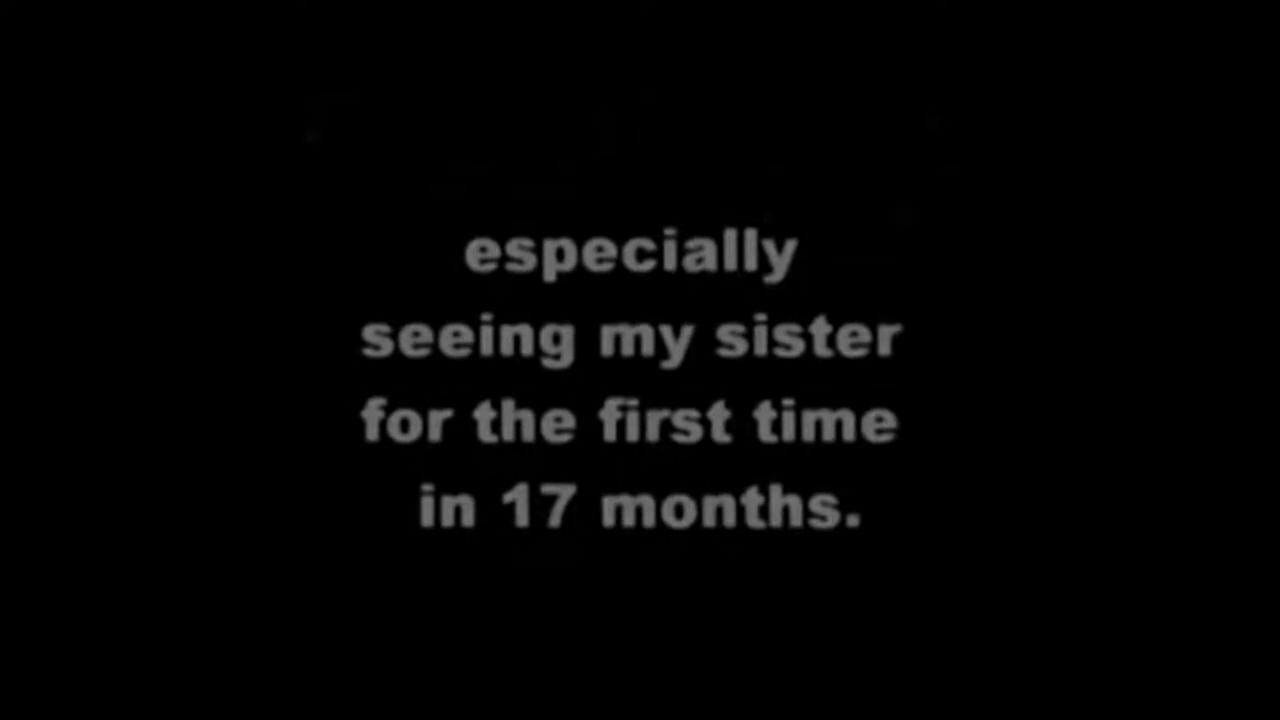 especially
seeing my sister
for the first time
in 17 months.